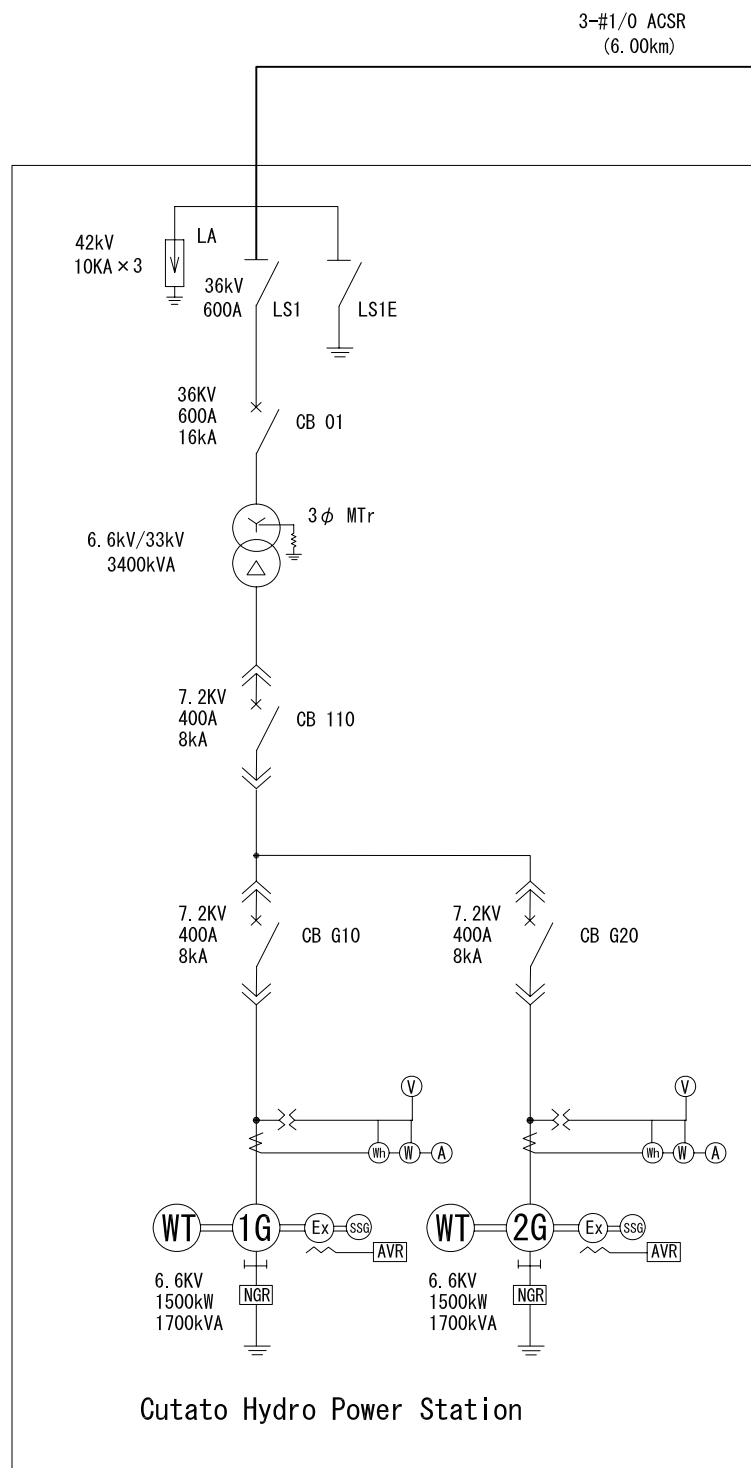 3-#1/0 ACSR
(6.00km)
42kV
10KA×3
LA
36kV
600A
LS1
LS1E
36KV
600A
16kA
CB 01
3φ MTr
6.6kV/33kV
3400kVA
7.2KV
400A
8kA
CB 110
7.2KV
400A
8kA
CB G10
7.2KV
400A
8kA
CB G20
V
Wh
W
A
V
Wh
W
A
WT
1G
Ex
SSG
AVR
WT
2G
Ex
SSG
AVR
6.6KV
1500kW
1700kVA
NGR
6.6KV
1500kW
1700kVA
NGR
Cutato Hydro Power Station